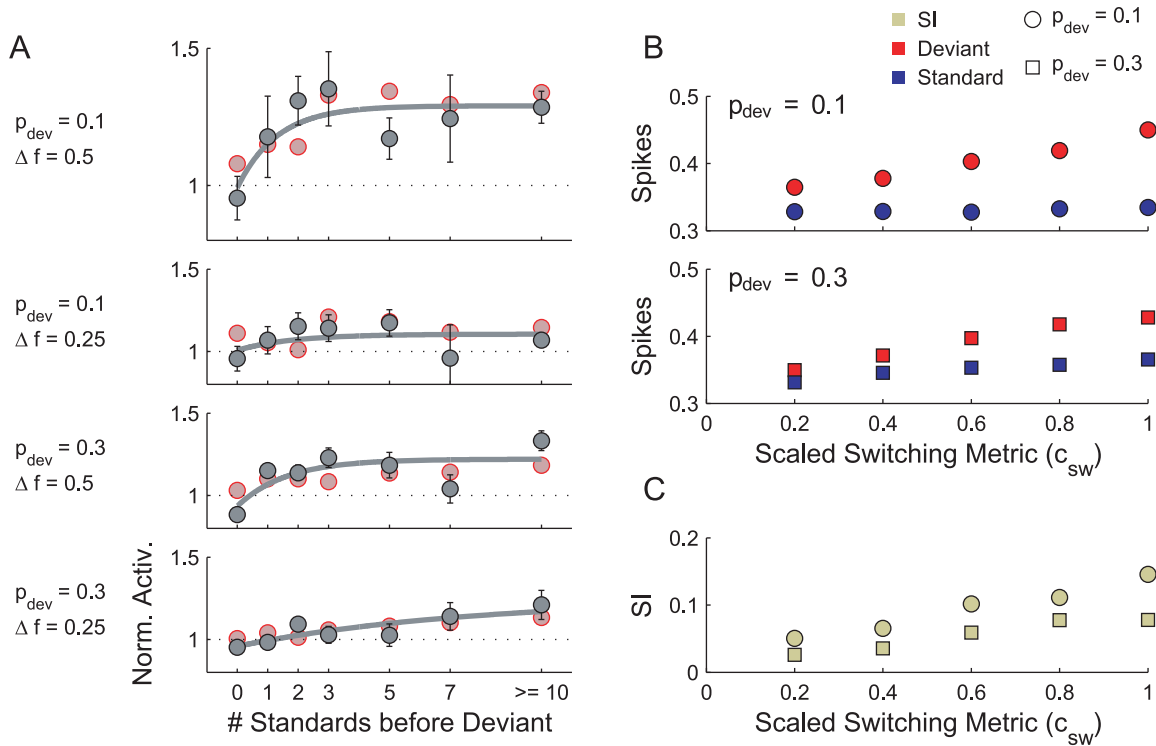 A
1.5
1
p_dev = 0.1
Δ f = 0.5
1.5
1
p_dev = 0.1
Δ f = 0.25
1.5
1
p_dev = 0.3
Δ f = 0.5
1.5
1
p_dev = 0.3
Δ f = 0.25
Norm. Activ.
0 1 2 3 5 7 >= 10
# Standards before Deviant
SI
Deviant
Standard
p_dev = 0.1
p_dev = 0.3
B
0.5
0.4
0.3
Spikes
p_dev = 0.1
0.5
0.4
0.3
Spikes
p_dev = 0.3
0 0.2 0.4 0.6 0.8 1
Scaled Switching Metric (c_sw)
C
0.2
0.1
0
SI
0 0.2 0.4 0.6 0.8 1
Scaled Switching Metric (c_sw)